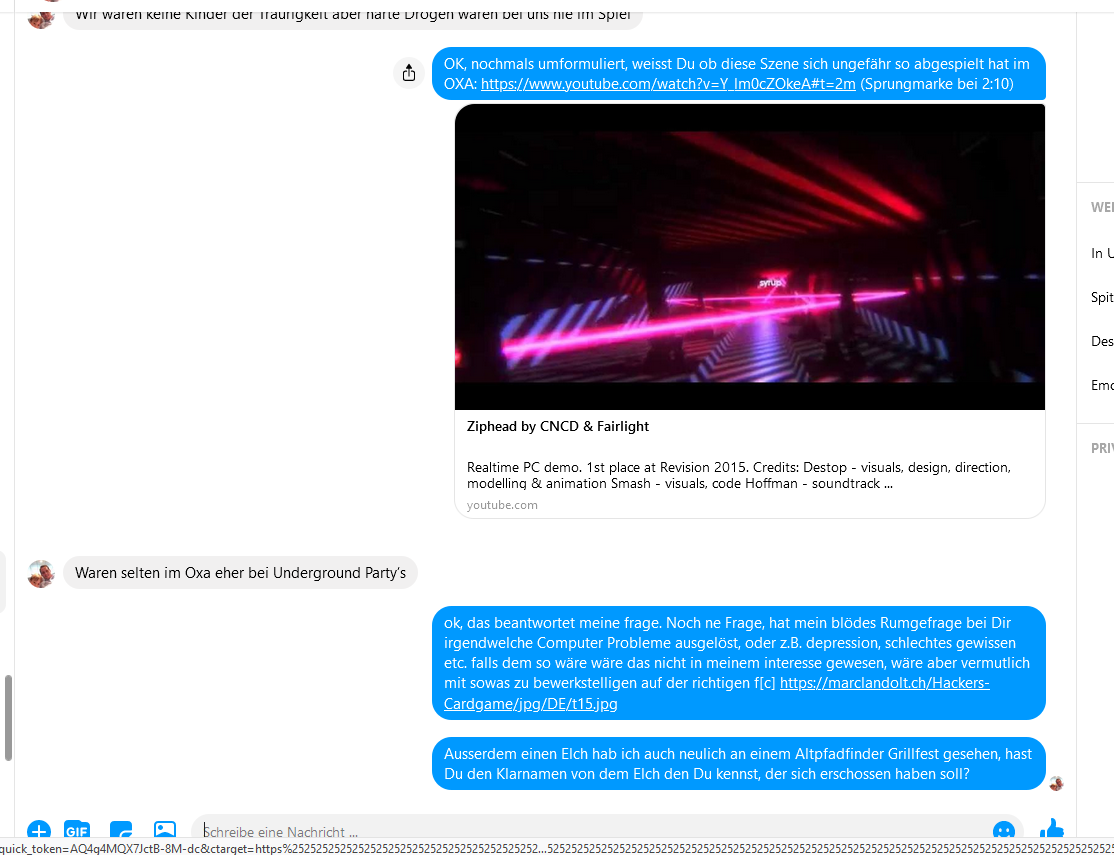 Wir waren keine Kinder der Traurigkeit aber harte Drogen waren bei uns nie im Spiel
OK, nochmals umformuliert, weisst Du ob diese Szene sich ungefähr so abgespielt hat im
OXA: https://www.youtube.com/watch?v=Y_lm0cZOkeA#t=2m (Sprungmarke bei 2:10)
syrup
Ziphead by CNCD & Fairlight
Realtime PC demo. 1st place at Revision 2015. Credits: Destop - visuals, design, direction,
modelling & animation Smash - visuals, code Hoffman - soundtrack ...
youtube.com
WE
In U
Spit
Des
Emo
PRI
Waren selten im Oxa eher bei Underground Party’s
ok, das beantwortet meine frage. Noch ne Frage, hat mein blödes Rumgefrage bei Dir
irgendwelche Computer Probleme ausgelöst, oder z.B. depression, schlechtes gewissen
etc. falls dem so wäre wäre das nicht in meinem interesse gewesen, wäre aber vermutlich
mit sowas zu bewerkstelligen auf der richtigen f[c] https://marclandolt.ch/Hackers-
Cardgame/jpg/DE/t15.jpg
Ausserdem einen Elch hab ich auch neulich an einem Altpfadfinder Grillfest gesehen, hast
Du den Klarnamen von dem Elch den Du kennst, der sich erschossen haben soll?
GIF
Schreibe eine Nachricht ...
quick_token=AQ4g4MQX7JctB-8M-dc&ctarget=https%252525252525252525252525252525252525252...5252525252525252525252525252525252525252525252525252525252525252525252525252525252525